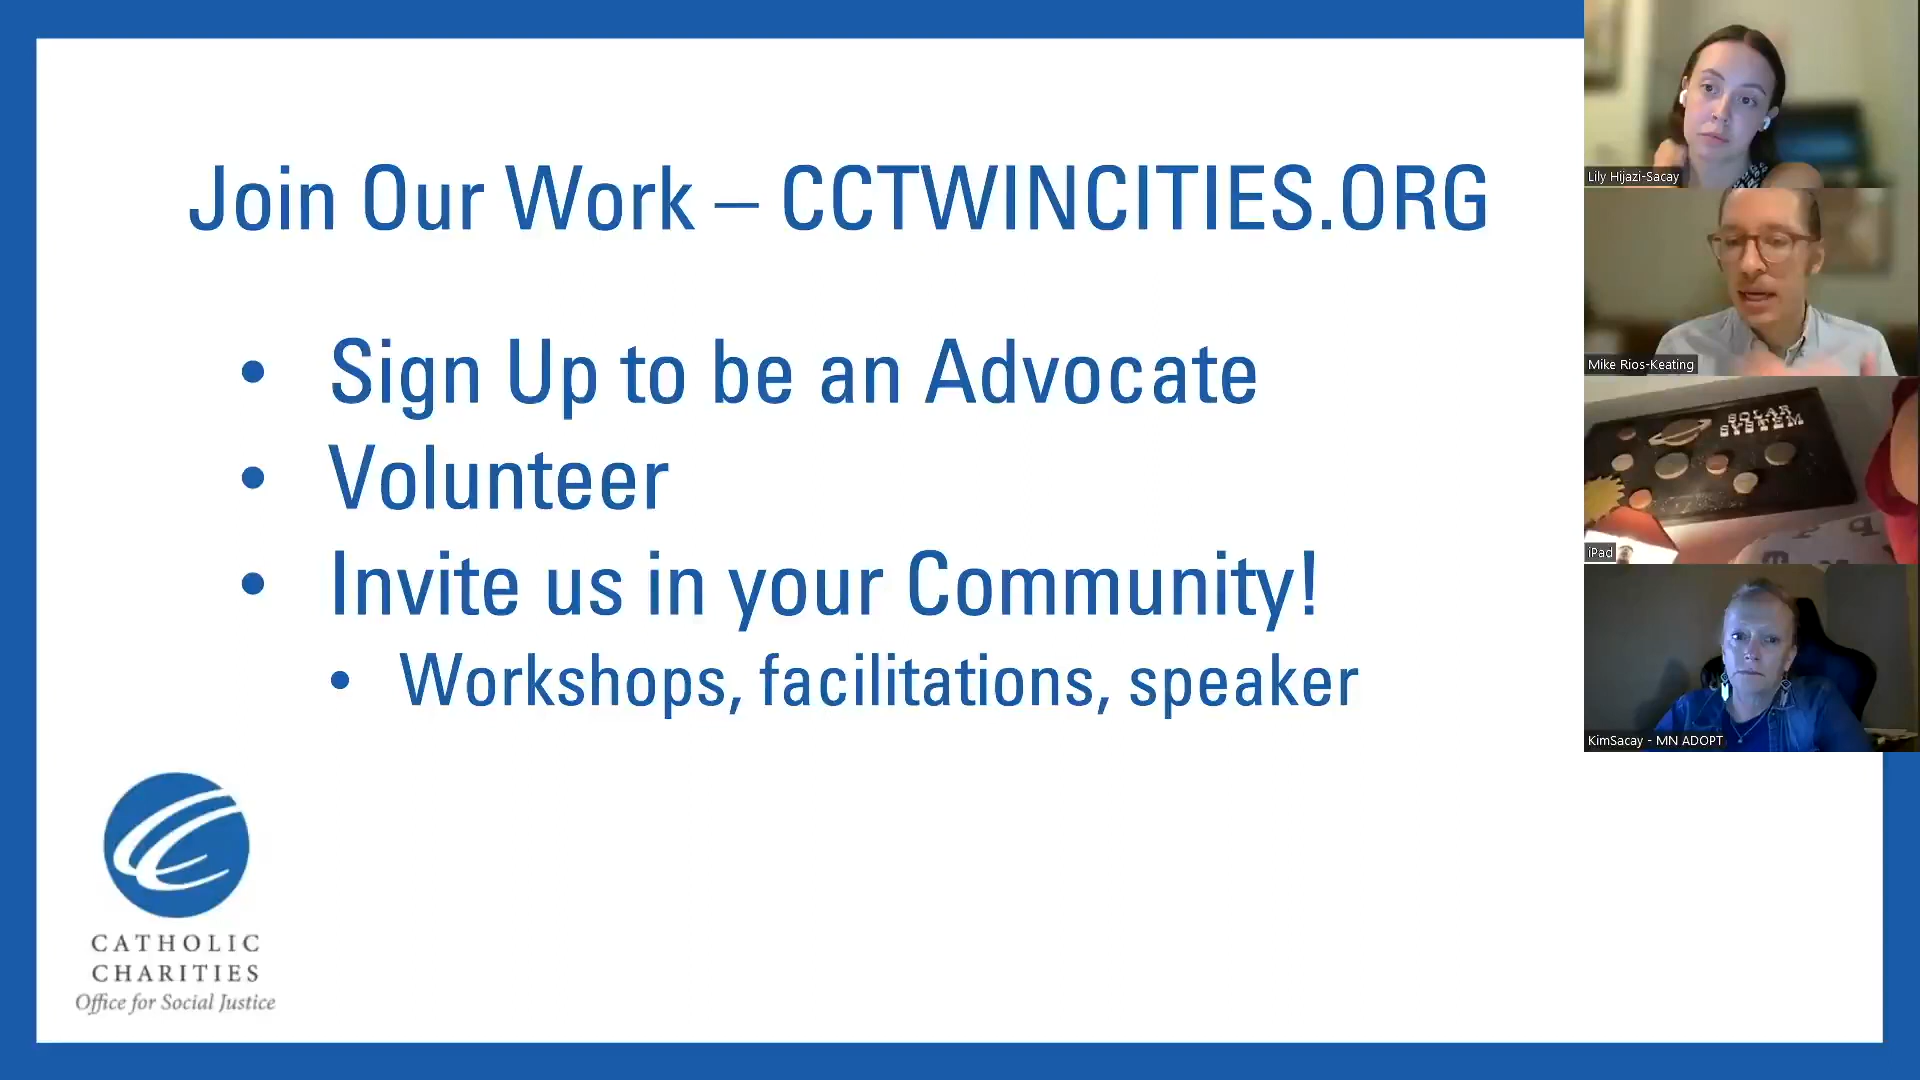 Join Our Work – CCTWINCITIES.ORG
• Sign Up to be an Advocate
• Volunteer
• Invite us in your Community!
• Workshops, facilitations, speaker
CATHOLIC
CHARITIES
Office for Social Justice
Lily Hijazi-Sacay
Mike Rios-Keating
SOLAR
SYSTEM
iPad
KimSacay - MN ADOPT